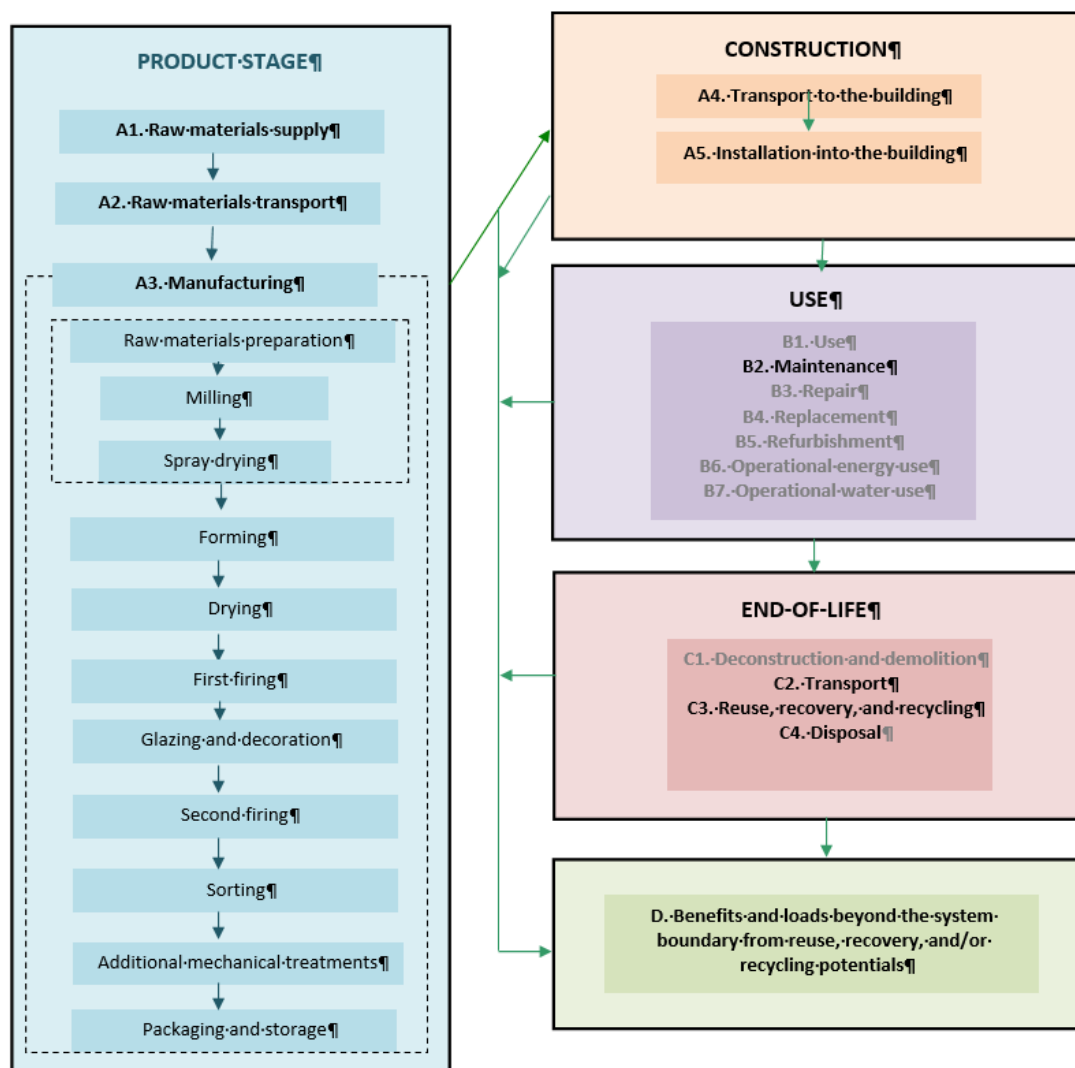 PRODUCT·STAGE¶
A1.·Raw·materials·supply¶
A2.·Raw·materials·transport¶
A3.·Manufacturing¶
Raw·materials·preparation¶
Milling¶
Spray·drying¶
Forming¶
Drying¶
First·firing¶
Glazing·and·decoration¶
Second·firing¶
Sorting¶
Additional·mechanical·treatments¶
Packaging·and·storage¶
CONSTRUCTION¶
A4.·Transport·to·the·building¶
A5.·Installation·into·the·building¶
USE¶
B1.·Use¶
B2.·Maintenance¶
B3.·Repair¶
B4.·Replacement¶
B5.·Refurbishment¶
B6.·Operational·energy·use¶
B7.·Operational·water·use¶
END-OF-LIFE¶
C1.·Deconstruction·and·demolition¶
C2.·Transport¶
C3.·Reuse,·recovery,·and·recycling¶
C4.·Disposal¶
D.·Benefits·and·loads·beyond·the·system·
boundary·from·reuse,·recovery,·and/or·
recycling·potentials¶